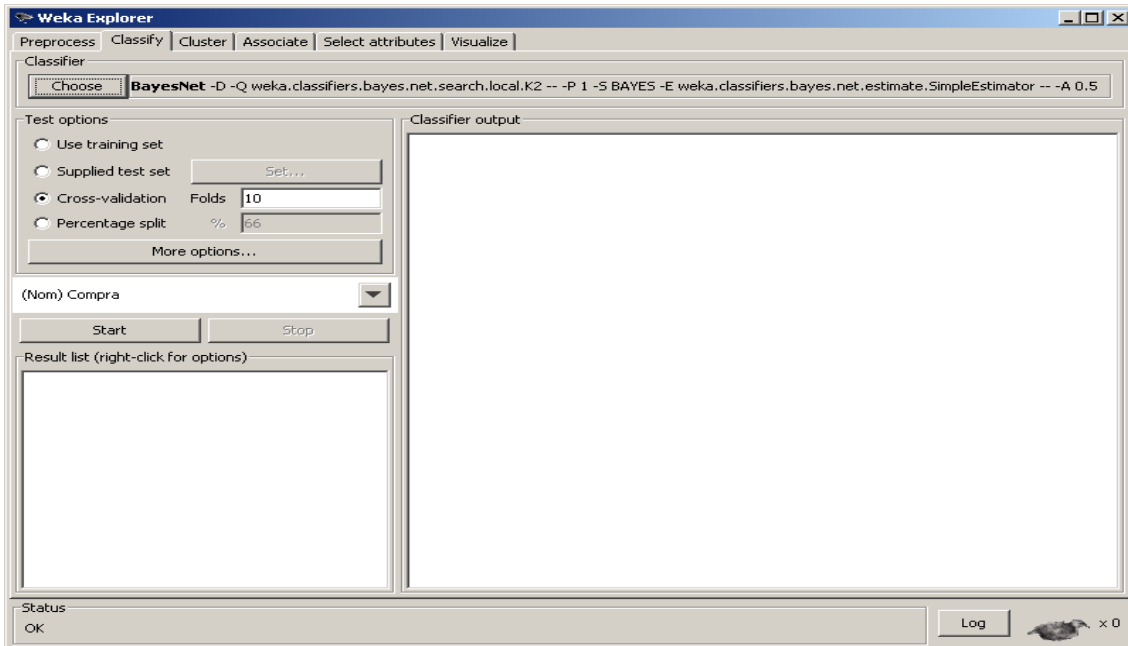 Weka Explorer
Preprocess Classify Cluster Associate Select attributes Visualize
Classifier
Choose BayesNet -D -Q weka.classifiers.bayes.net.search.local.K2 -- -P 1 -S BAYES -E weka.classifiers.bayes.net.estimate.SimpleEstimator -- -A 0.5
Test options
Use training set
Supplied test set Set...
Cross-validation Folds 10
Percentage split % 66
More options...
(Nom) Compra
Start Stop
Result list (right-click for options)
Classifier output
Status
OK
Log x 0